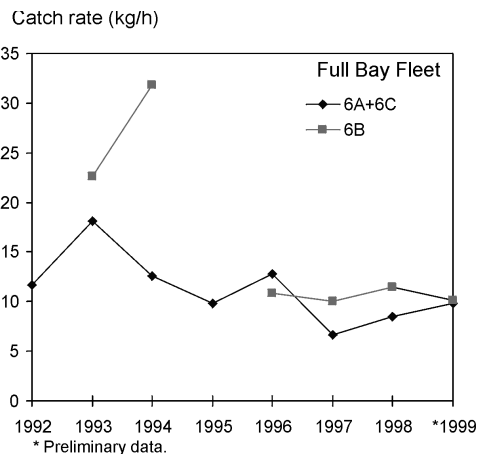 Catch rate (kg/h)
35
Full Bay Fleet
30
6A+6C
6B
25
20
15
10
5
0
1992 1993 1994 1995 1996 1997 1998 *1999
* Preliminary data.